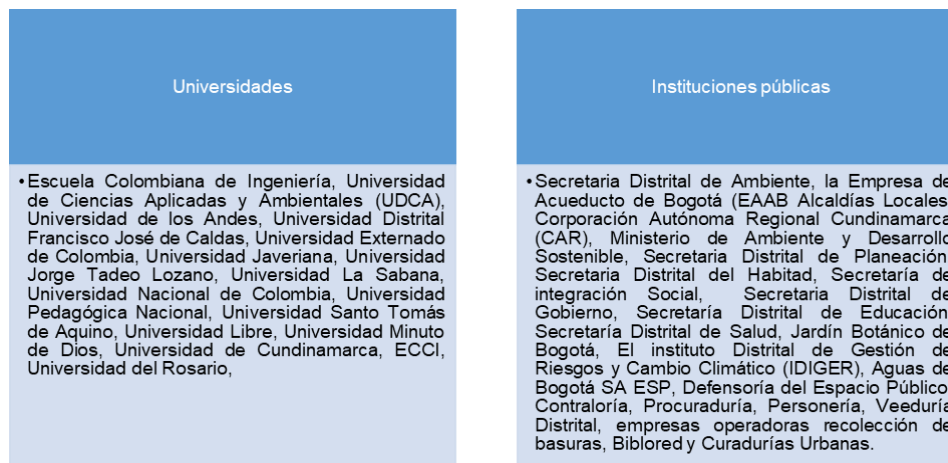 Universidades
•Escuela Colombiana de Ingeniería, Universidad
de Ciencias Aplicadas y Ambientales (UDCA),
Universidad de los Andes, Universidad Distrital
Francisco José de Caldas, Universidad Externado
de Colombia, Universidad Javeriana, Universidad
Jorge Tadeo Lozano, Universidad La Sabana,
Universidad Nacional de Colombia, Universidad
Pedagógica Nacional, Universidad Santo Tomás
de Aquino, Universidad Libre, Universidad Minuto
de Dios, Universidad de Cundinamarca, ECCI,
Universidad del Rosario,
Instituciones públicas
•Secretaria Distrital de Ambiente, la Empresa de
Acueducto de Bogotá (EAAB Alcaldías Locales
Corporación Autónoma Regional Cundinamarca
(CAR), Ministerio de Ambiente y Desarrollo
Sostenible, Secretaria Distrital de Planeación
Secretaria Distrital del Habitad, Secretaría de
integración Social, Secretaria Distrital de
Gobierno, Secretaría Distrital de Educación
Secretaría Distrital de Salud, Jardín Botánico de
Bogotá, El instituto Distrital de Gestión de
Riesgos y Cambio Climático (IDIGER), Aguas de
Bogotá SA ESP, Defensoría del Espacio Público
Contraloría, Procuraduría, Personería, Veeduría
Distrital, empresas operadoras recolección de
basuras, Biblored y Curadurías Urbanas.